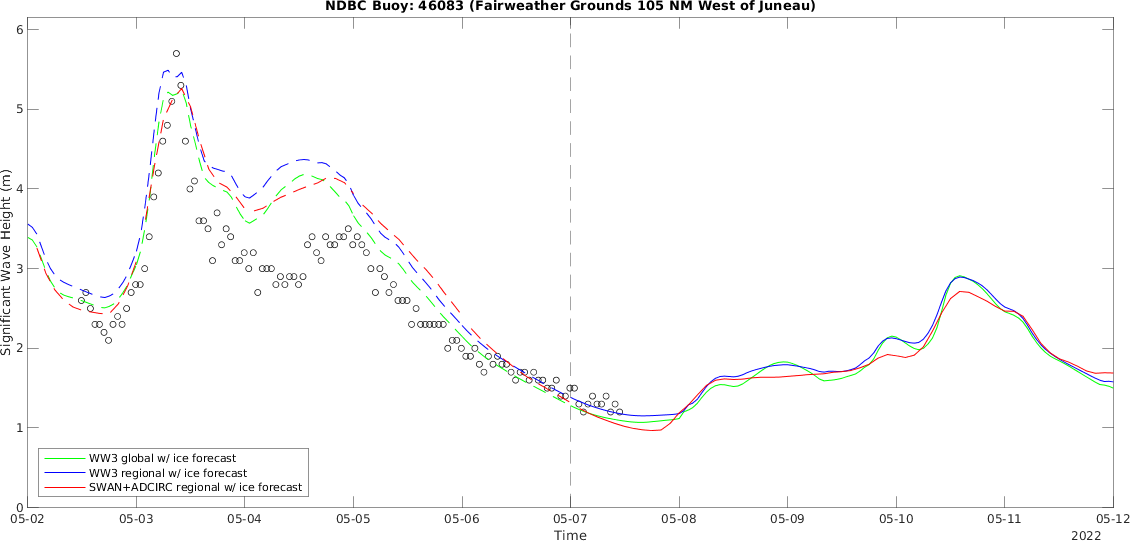 NDBC Buoy: 46083 (Fairweather Grounds 105 NM West of Juneau)
Significant Wave Height (m)
6
5
4
3
2
1
0
WW3 global w/ ice forecast
WW3 regional w/ ice forecast
SWAN+ADCIRC regional w/ ice forecast
05-02 05-03 05-04 05-05 05-06 05-07 05-08 05-09 05-10 05-11 05-12
Time
2022